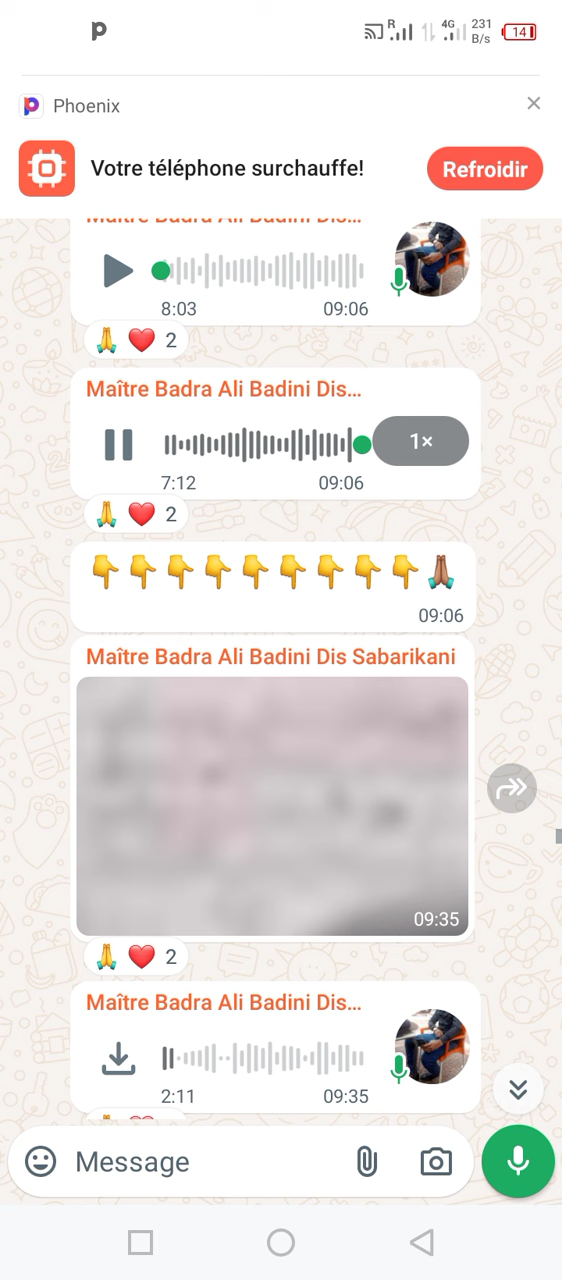 R
4G
231
B/s
14
Phoenix
Votre téléphone surchauffe!
Refroidir
Maître Badra Ali Badini Dis...
8:03
09:06
2
Maître Badra Ali Badini Dis...
1×
7:12
09:06
2
09:06
Maître Badra Ali Badini Dis Sabarikani
09:35
2
Maître Badra Ali Badini Dis...
2:11
09:35
Message